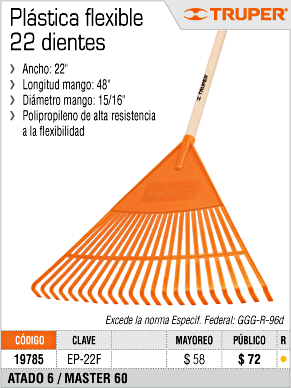 Plástica flexible
22 dientes
TRUPER®
❯ Ancho: 22"
❯ Longitud mango: 48"
❯ Diámetro mango: 15/16"
❯ Polipropileno de alta resistencia
a la flexibilidad
TRUPER
Excede la norma Especif. Federal: GGG-R-96d
CÓDIGO CLAVE MAYOREO PÚBLICO R
19785 EP-22F $ 58 $ 72
ATADO 6 / MASTER 60